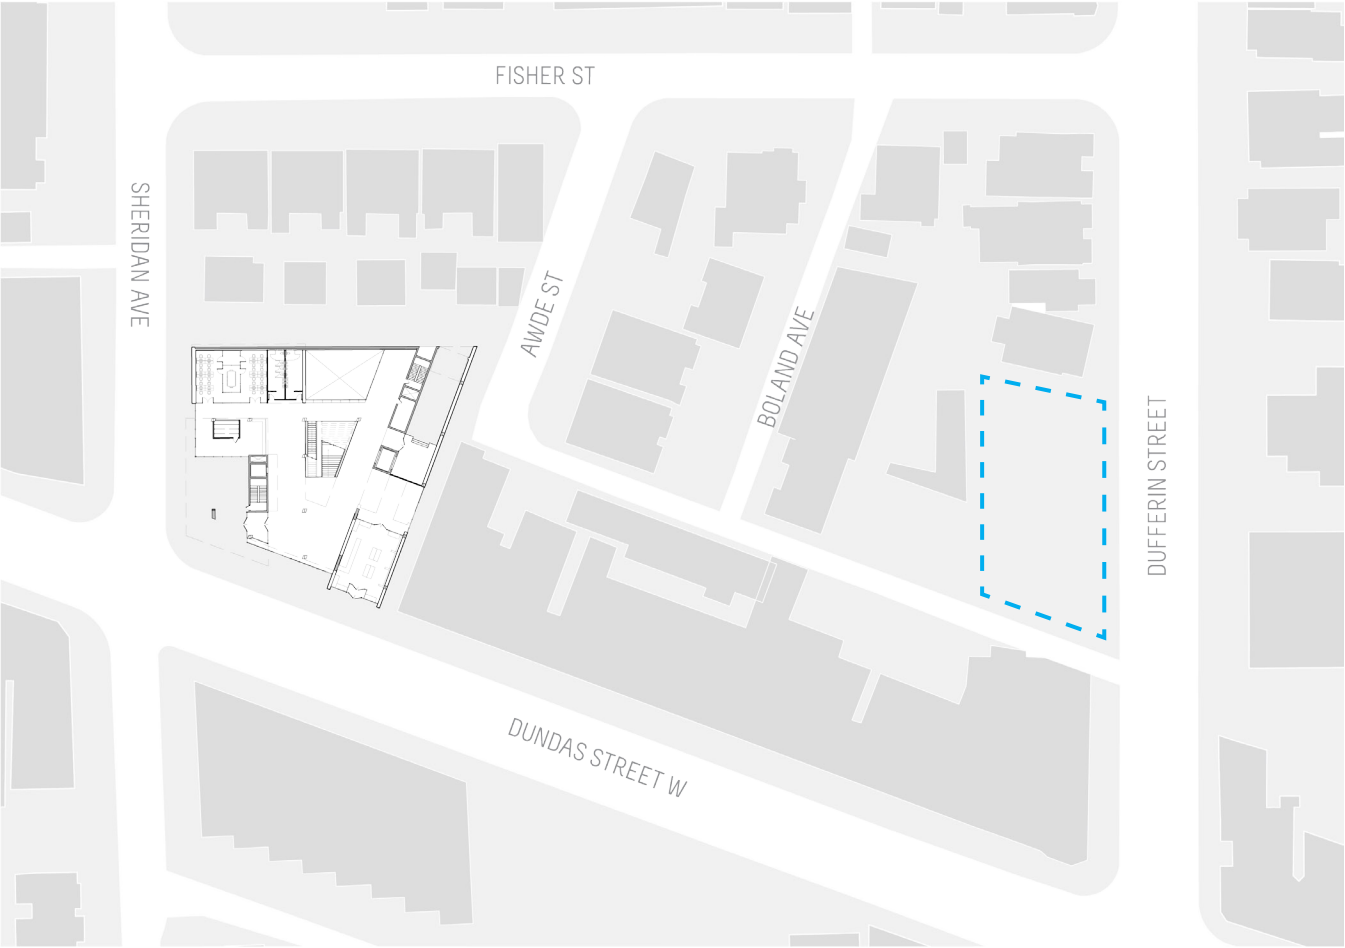 FISHER ST
SHERIDAN AVE
AWDE ST
BOLAND AVE
DUFFERIN STREET
DUNDAS STREET W